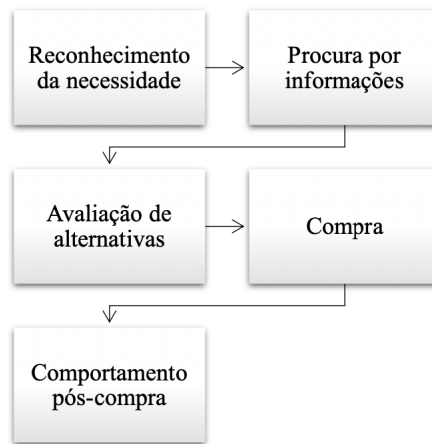 Reconhecimento
da necessidade
Procura por
informações
Avaliação de
alternativas
Compra
Comportamento
pós-compra